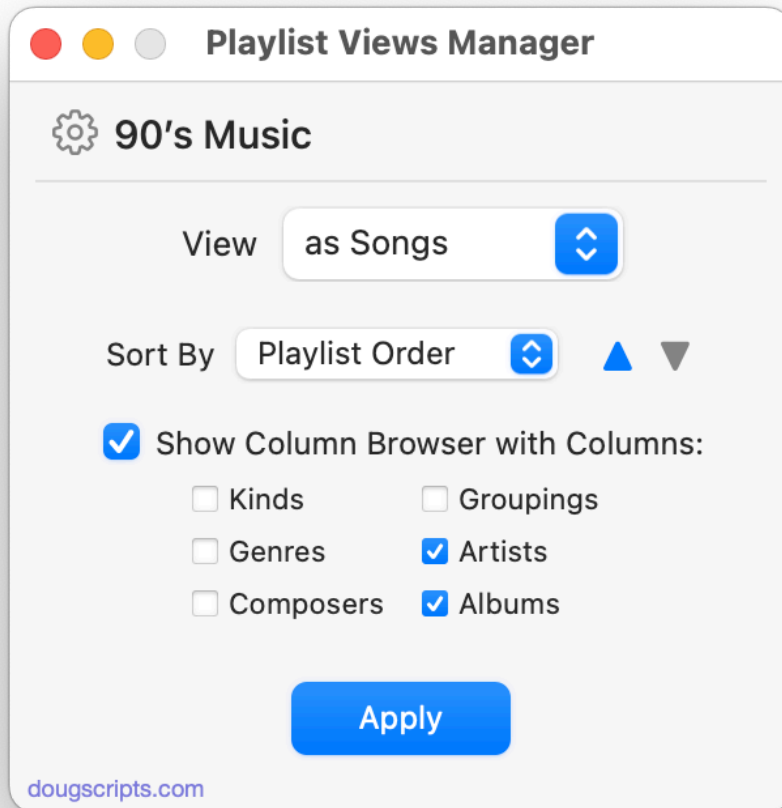 Playlist Views Manager
90's Music
View as Songs
Sort By Playlist Order
Show Column Browser with Columns:
Kinds Groupings
Genres Artists
Composers Albums
Apply
dougscripts.com